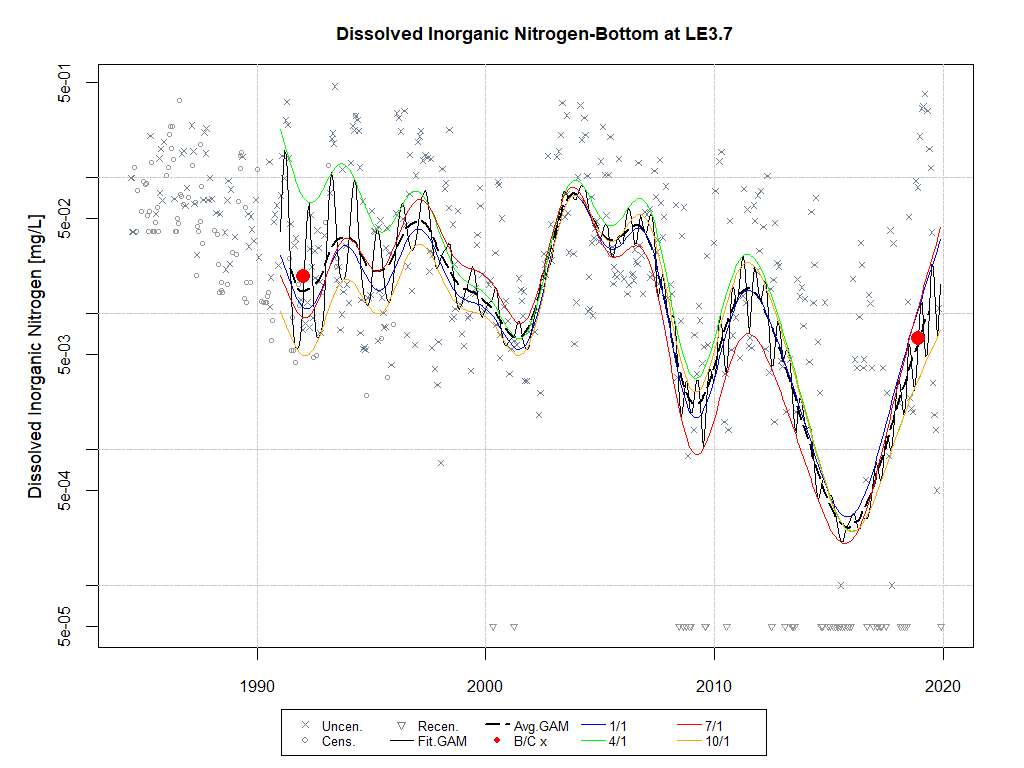 Dissolved Inorganic Nitrogen-Bottom at LE3.7
Dissolved Inorganic Nitrogen [mg/L]
5e-01
5e-02
5e-03
5e-04
5e-05
1990 2000 2010 2020
Uncen. Recen. Avg.GAM 1/1 7/1
Cens. Fit.GAM B/C x 4/1 10/1